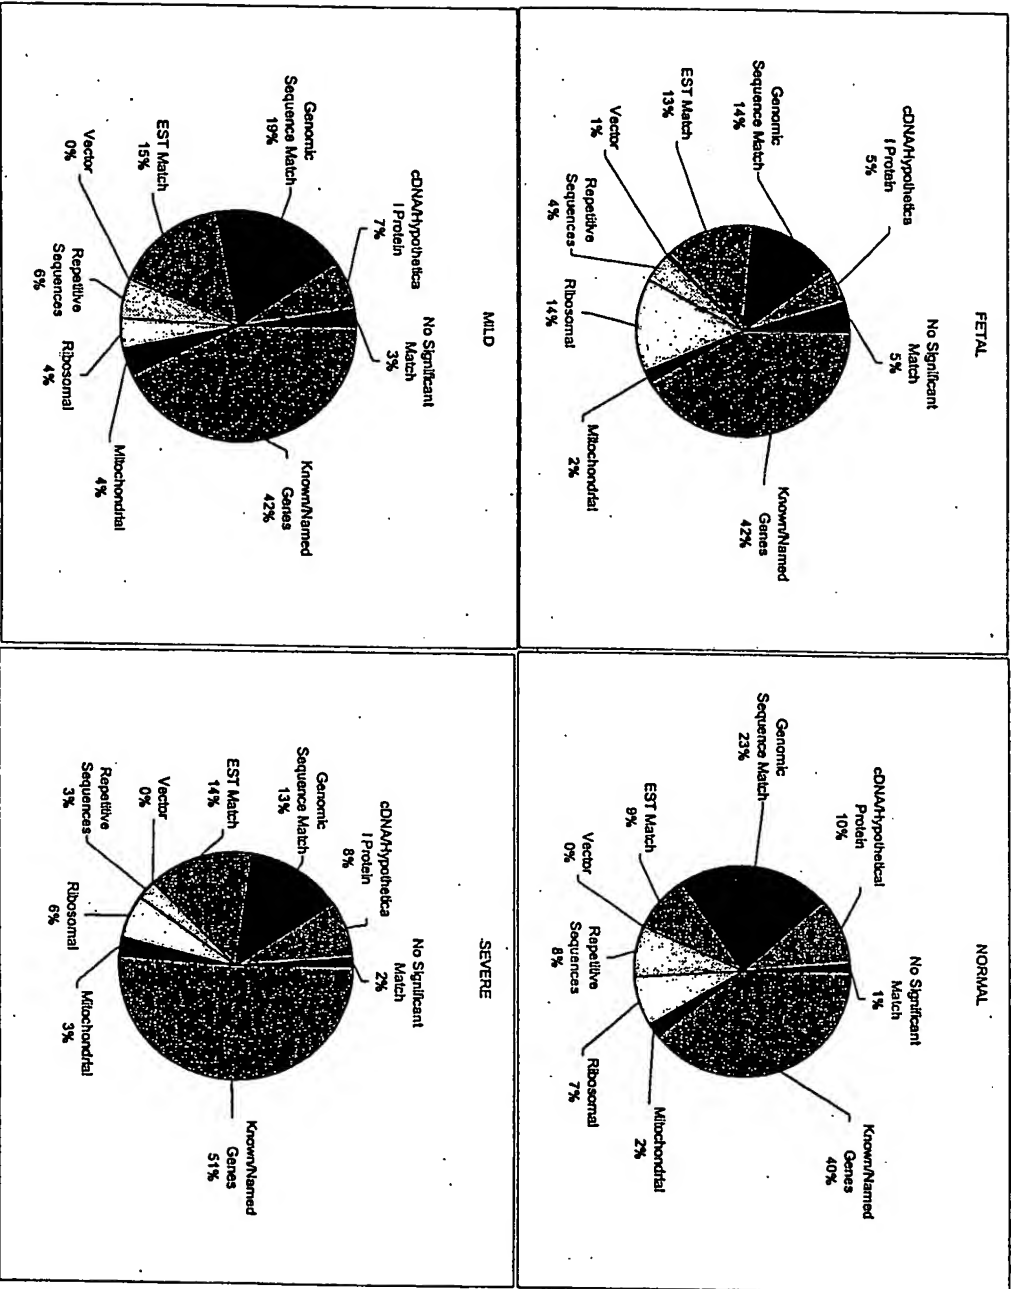 FETAL
No Significant
Match
5%
cDNA/Hypothetica
l Protein
5%
Genomic
Sequence Match
14%
EST Match
13%
Vector
1%
Repetitive
Sequences
4%
Ribosomal
14%
Mitochondrial
2%
Known/Named
Genes
42%
NORMAL
No Significant
Match
1%
cDNA/Hypothetical
Protein
10%
Genomic
Sequence Match
23%
EST Match
9%
Vector
0%
Repetitive
Sequences
8%
Ribosomal
7%
Mitochondrial
2%
Known/Named
Genes
40%
MILD
No Significant
Match
3%
cDNA/Hypothetica
l Protein
7%
Genomic
Sequence Match
19%
EST Match
15%
Vector
0%
Repetitive
Sequences
6%
Ribosomal
4%
Mitochondrial
4%
Known/Named
Genes
42%
SEVERE
No Significant
Match
2%
cDNA/Hypothetica
l Protein
8%
Genomic
Sequence Match
13%
EST Match
14%
Vector
0%
Repetitive
Sequences
3%
Ribosomal
6%
Mitochondrial
3%
Known/Named
Genes
51%